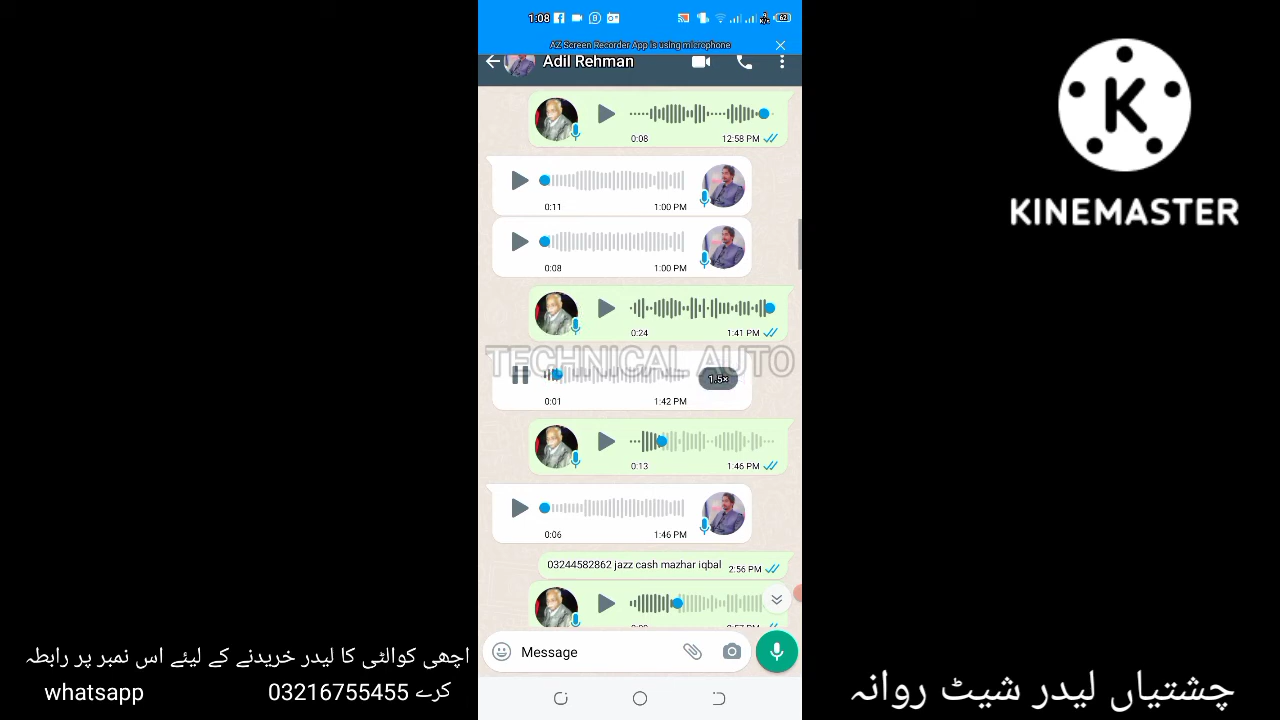 1:08
62
AZ Screen Recorder App is using microphone
Adil Rehman
0:08 12:58 PM
0:11 1:00 PM
0:08 1:00 PM
0:24 1:41 PM
TECHNICAL AUTO
1.5×
0:01 1:42 PM
0:13 1:46 PM
0:06 1:46 PM
03244582862 jazz cash mazhar iqbal 2:56 PM
Message
K
KINEMASTER
اچھی کوالٹی کا لیدر خریدنے کے لیئے اس نمبر پر رابطہ
کرے 03216755455 whatsapp
چشتیاں لیدر شیٹ روانہ